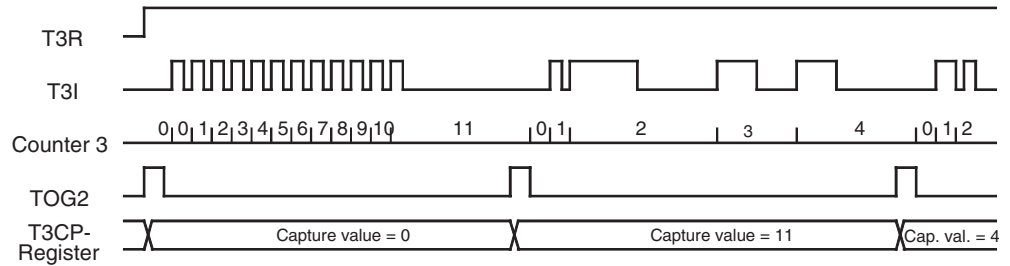 T3R
T3I
Counter 3 0 0 1 2 3 4 5 6 7 8 9 10 11 0 1 2 3 4 0 1 2
TOG2
T3CP-
Register
Capture value = 0 Capture value = 11 Cap. val. = 4